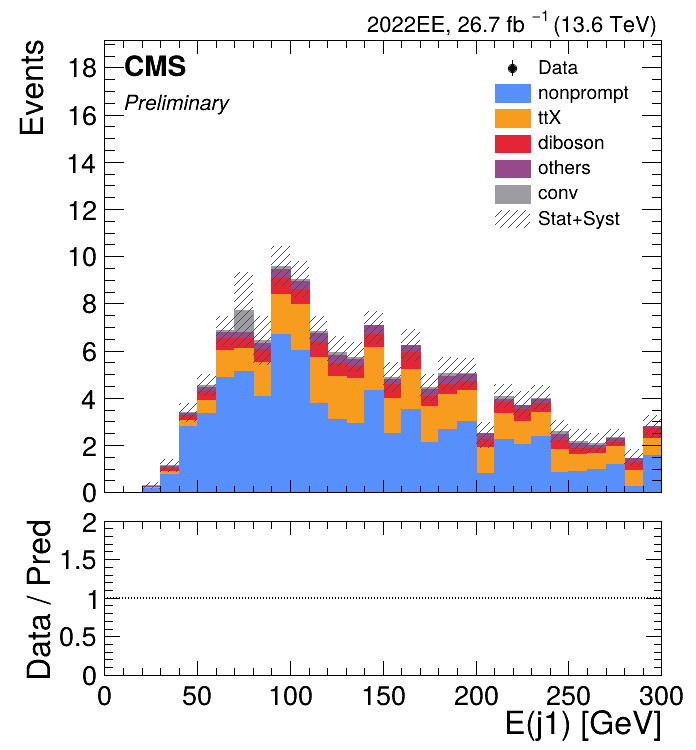 2022EE, 26.7 fb⁻¹ (13.6 TeV)
Events
CMS
Preliminary
Data
nonprompt
ttX
diboson
others
conv
Stat+Syst
18
16
14
12
10
8
6
4
2
0
Data / Pred
2
1.5
1
0.5
0
0 50 100 150 200 250 300
E(j1) [GeV]